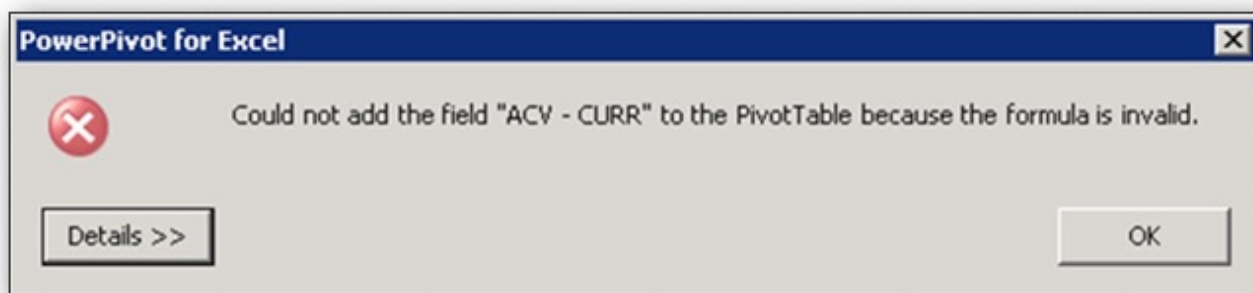 PowerPivot for Excel
Could not add the field "ACV - CURR" to the PivotTable because the formula is invalid.
Details >>
OK